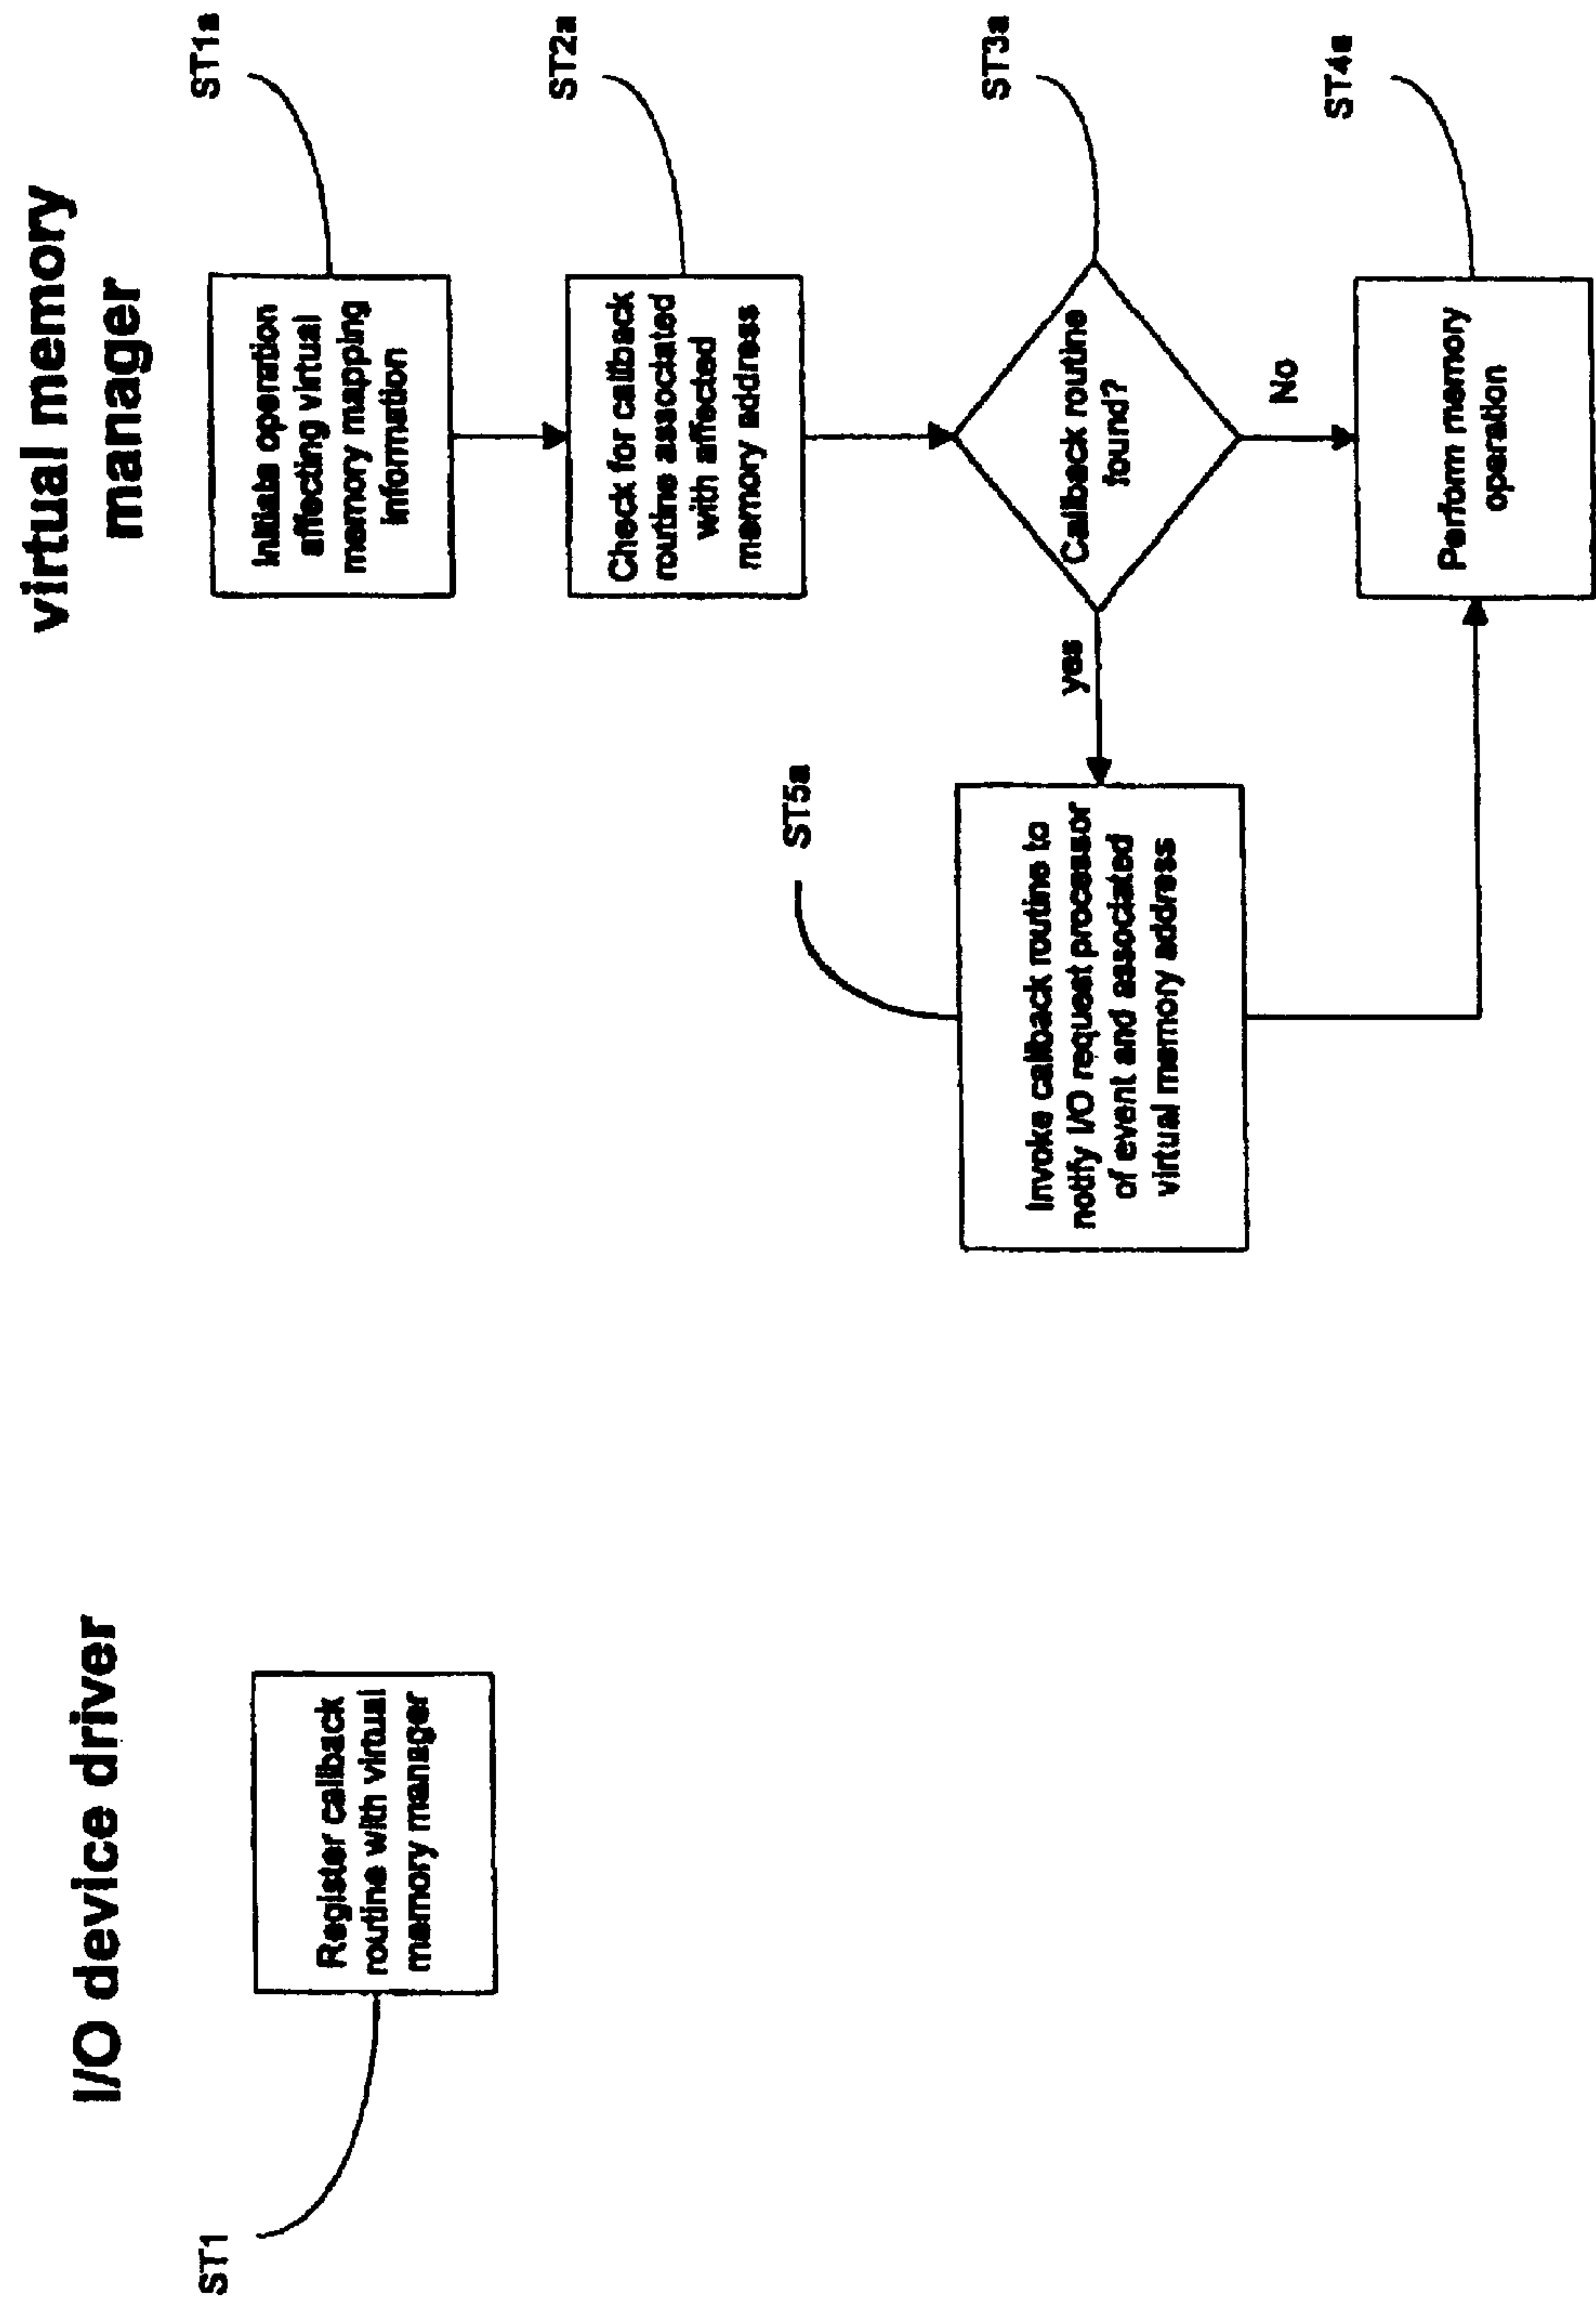 I/O device driver
ST1
Register callback
routine with virtual
memory manager
virtual memory
manager
ST1a
Initiate operation
affecting virtual
memory mapping
information
ST2a
Check for callback
routine associated
with affected
memory address
ST3a
Callback routine
found?
yes
No
ST5a
Invoke callback routine to
notify I/O request processor
of event and associated
virtual memory address
ST4a
Perform memory
operation